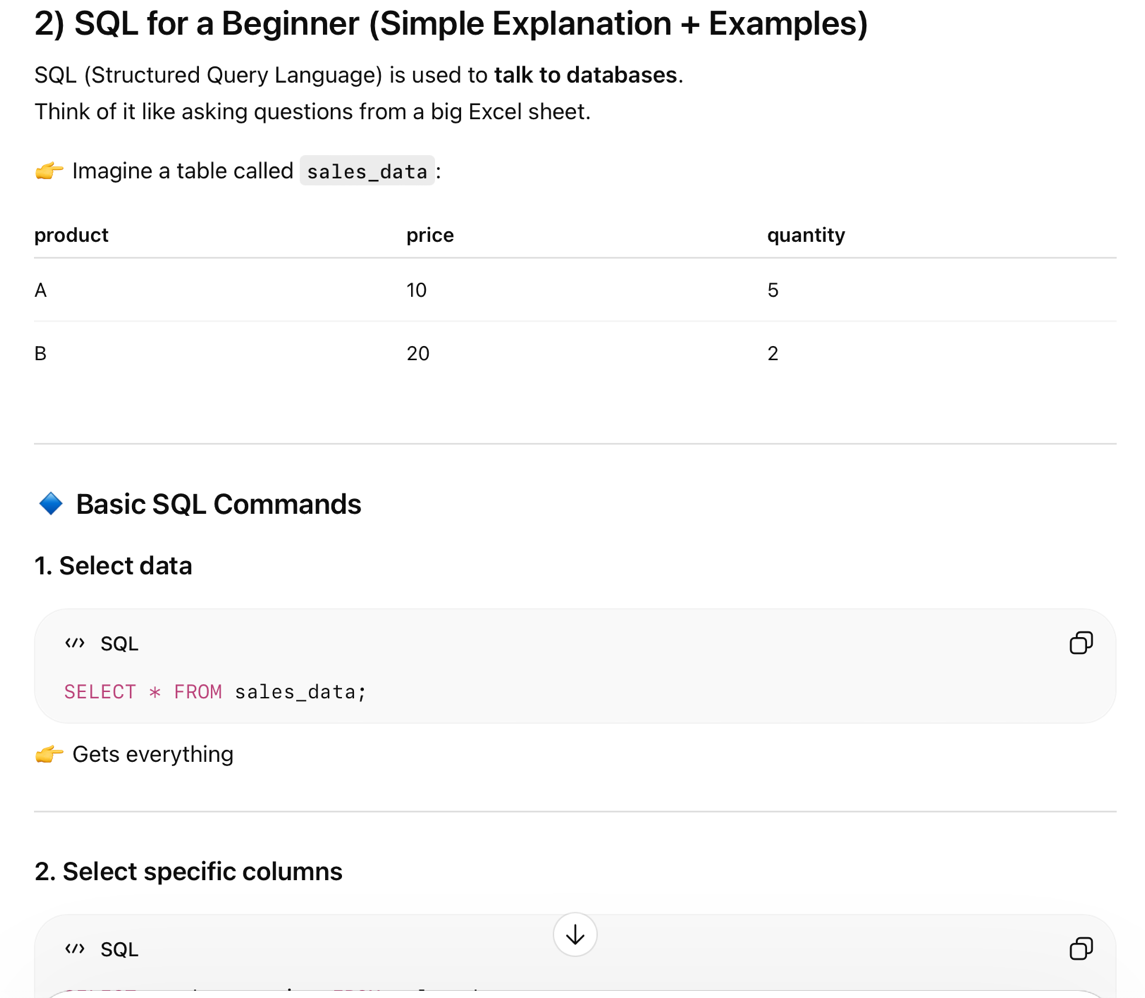 2) SQL for a Beginner (Simple Explanation + Examples)
SQL (Structured Query Language) is used to talk to databases.
Think of it like asking questions from a big Excel sheet.
👉 Imagine a table called sales_data:
product price quantity
A 10 5
B 20 2
🔷 Basic SQL Commands
1. Select data
SQL
SELECT * FROM sales_data;
👉 Gets everything
2. Select specific columns
SQL